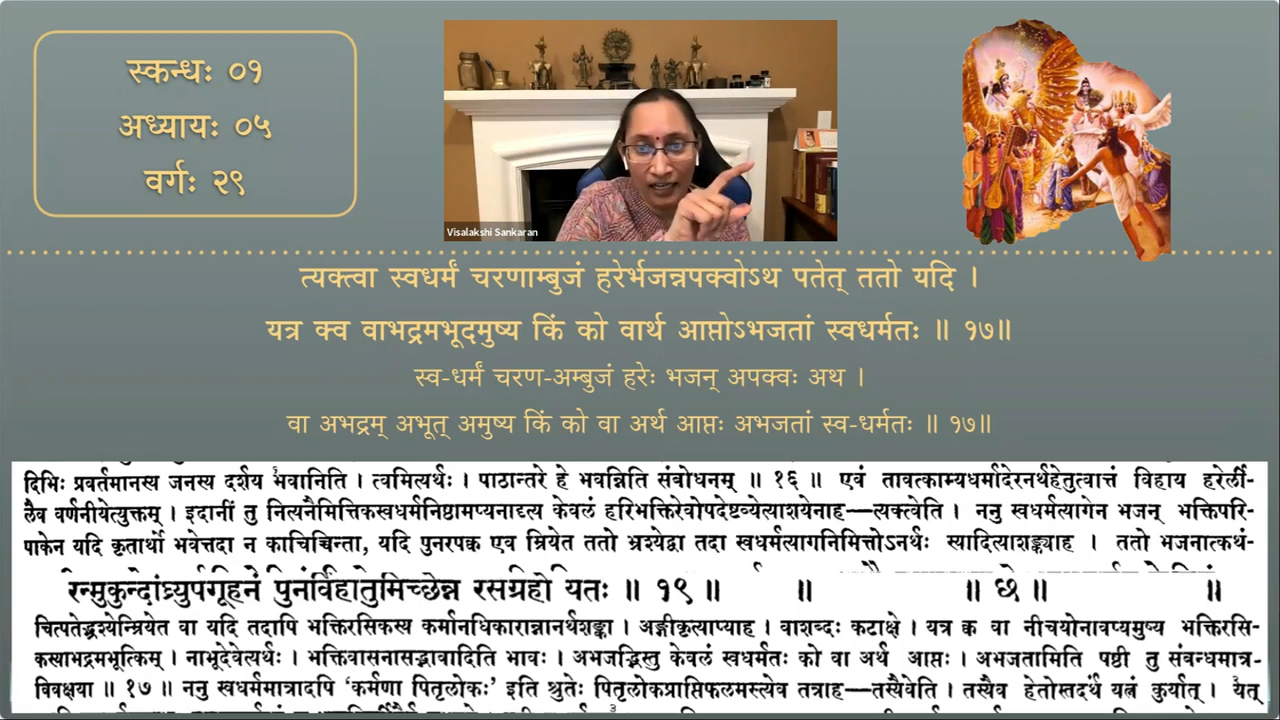 स्कन्धः ०१
अध्यायः ०५
वर्गः २९
Visalakshi Sankaran
त्यक्त्वा स्वधर्मं चरणाम्बुजं हरेर्भजन्नपक्वोऽथ पतेत् ततो यदि ।
यत्र क्व वाभद्रमभूदमुष्य किं को वार्थ आप्तोऽभजतां स्वधर्मतः ॥ १७॥
स्व-धर्मं चरण-अम्बुजं हरेः भजन् अपक्वः अथ ।
वा अभद्रम् अभूत् अमुष्य किं को वा अर्थ आप्तः अभजतां स्व-धर्मतः ॥ १७॥
दिभिः प्रवर्तमानस्य जनस्य दर्शय भवानिति । त्वमित्यर्थः । पाठान्तरे हे भवन्निति संबोधनम् ॥ १६ ॥ एवं तावत्काम्यधर्मादेरनर्थहेतुत्वात्तं विहाय हरेर्ली-
लैव वर्णनीयेत्युक्तम् । इदानीं तु नित्यनैमित्तिकस्वधर्मनिष्ठामप्यनादृत्य केवलं हरिभक्तिरेवोपदेष्टव्येत्याशयेनाह—त्यक्त्वेति । ननु स्वधर्मत्यागेन भजन् भक्तिपरि-
पाकेन यदि कृतार्थो भवेत्तदा न काचिच्चिन्ता, यदि पुनरपक्व एव म्रियेत ततो भ्रश्येद्वा तदा स्वधर्मत्यागनिमित्तोऽनर्थः स्यादित्याशङ्क्याह । ततो भजनात्कथं-
रन्मुकुन्दांघ्र्युपगूहनं पुनर्विहातुमिच्छेन्न रसग्रहो यतः ॥ १९ ॥ ॥ ॥ छ ॥ ॥
चित्पतेद्भ्रश्येन्म्रियेत वा यदि तदापि भक्तिरसिकस्य कर्मानधिकारान्नानर्थशङ्का । अङ्गीकृत्याप्याह । वाशब्दः कटाक्षे । यत्र क्व वा नीचयोनावप्यमुष्य भक्तिरसि-
कस्याभद्रमभूत्किम् । नाभूदेवेत्यर्थः । भक्तिवासनासद्भावादिति भावः । अभजद्भिस्तु केवलं स्वधर्मतः को वा अर्थ आप्तः । अभजतामिति षष्ठी तु संबन्धमात्र-
विवक्षया ॥ १७ ॥ ननु स्वधर्ममात्रादपि ‘कर्मणा पितृलोकः’ इति श्रुतेः पितृलोकप्राप्तिफलमस्त्येव तत्राह—तस्यैवेति । तस्यैव हेतोस्तदर्थं यत्नं कुर्यात् । यत्